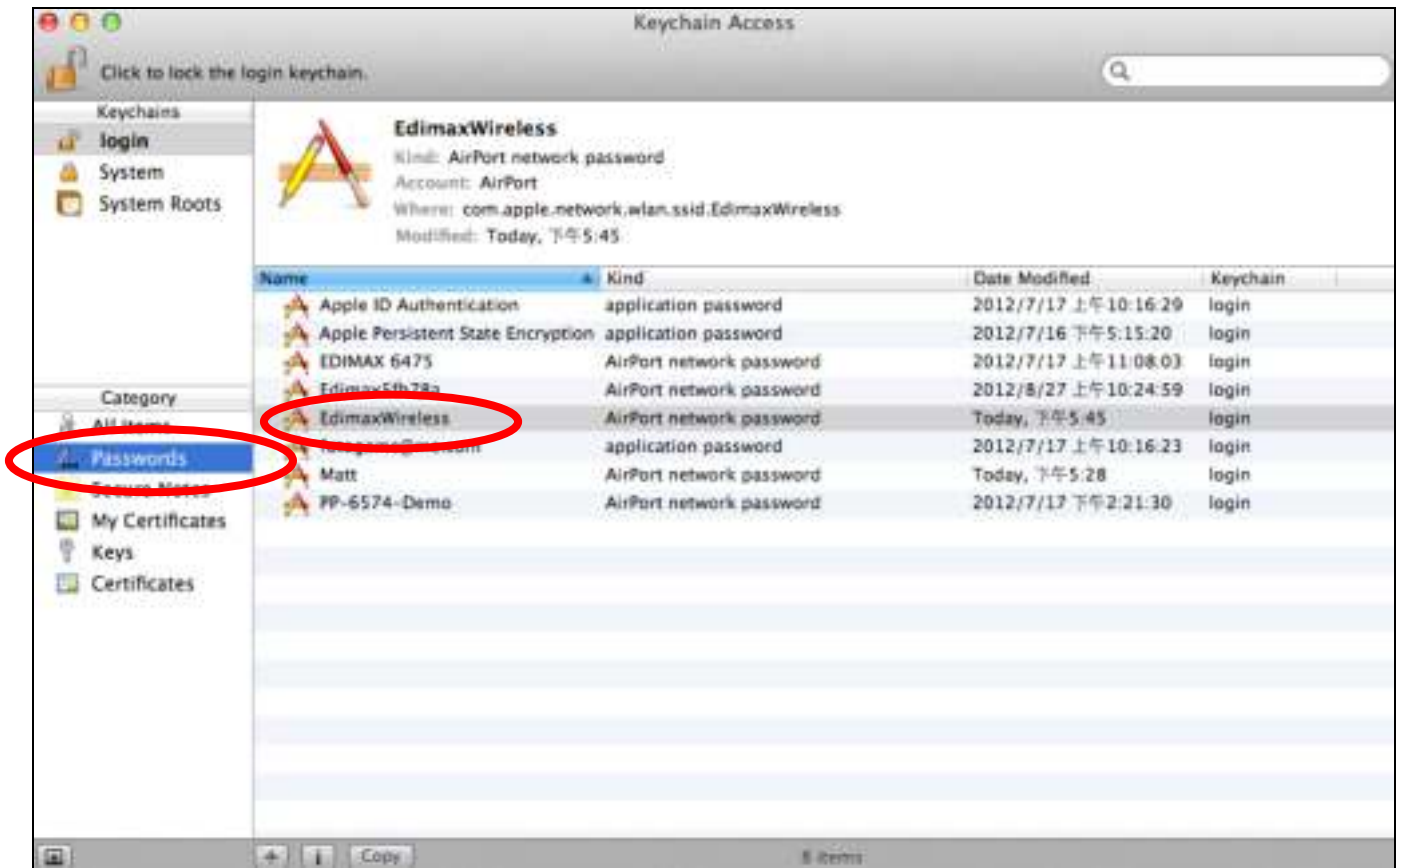 Keychain Access
Click to lock the login keychain.
Keychains
login
System
System Roots
EdimaxWireless
Kind: AirPort network password
Account: AirPort
Where: com.apple.network.wlan.ssid.EdimaxWireless
Modified: Today, 下午5:45
Name Kind Date Modified Keychain
Apple ID Authentication application password 2012/7/17 上午10:16:29 login
Apple Persistent State Encryption application password 2012/7/16 下午5:15:20 login
EDIMAX 6475 AirPort network password 2012/7/17 上午11:08:03 login
Edimax5fb78a AirPort network password 2012/8/27 上午10:24:59 login
EdimaxWireless AirPort network password Today, 下午5:45 login
application password 2012/7/17 上午10:16:23 login
Matt AirPort network password Today, 下午5:28 login
PP-6574-Demo AirPort network password 2012/7/17 下午2:21:30 login
Category
All Items
Passwords
Secure Notes
My Certificates
Keys
Certificates
+ i Copy 8 items